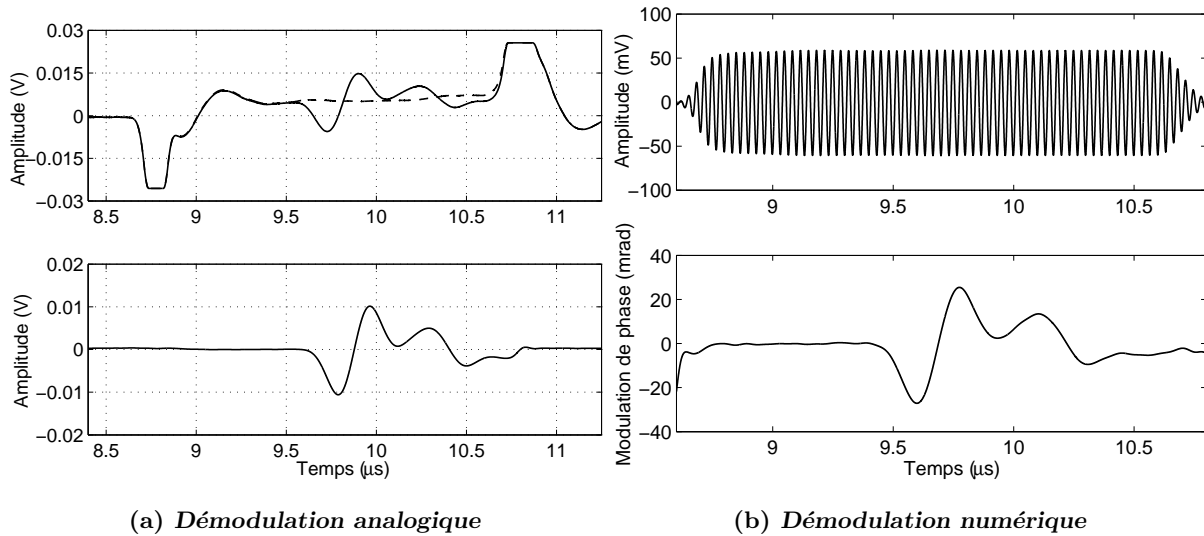 0.03
0.015
0
−0.015
−0.03
Amplitude (V)
8.5 9 9.5 10 10.5 11
0.02
0.01
0
−0.01
−0.02
Amplitude (V)
8.5 9 9.5 10 10.5 11
Temps (μs)
(a) Démodulation analogique
100
50
0
−50
−100
Amplitude (mV)
9 9.5 10 10.5
40
20
0
−20
−40
Modulation de phase (mrad)
9 9.5 10 10.5
Temps (μs)
(b) Démodulation numérique